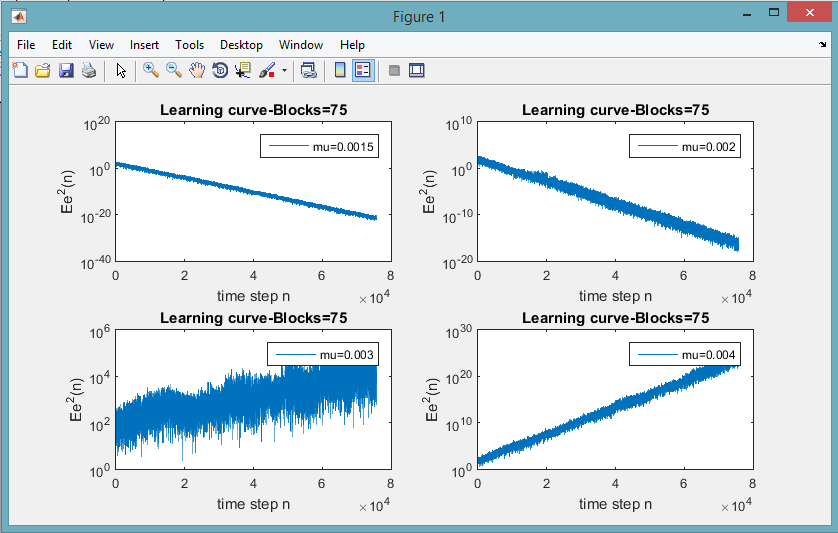 Figure 1
File Edit View Insert Tools Desktop Window Help
Learning curve-Blocks=75
10^20
10^0
10^-20
10^-40
Ee^2(n)
mu=0.0015
0 2 4 6 8
×10^4
time step n
Learning curve-Blocks=75
10^10
10^0
10^-10
10^-20
Ee^2(n)
mu=0.002
0 2 4 6 8
×10^4
time step n
Learning curve-Blocks=75
10^6
10^4
10^2
10^0
Ee^2(n)
mu=0.003
0 2 4 6 8
×10^4
time step n
Learning curve-Blocks=75
10^30
10^20
10^10
10^0
Ee^2(n)
mu=0.004
0 2 4 6 8
×10^4
time step n